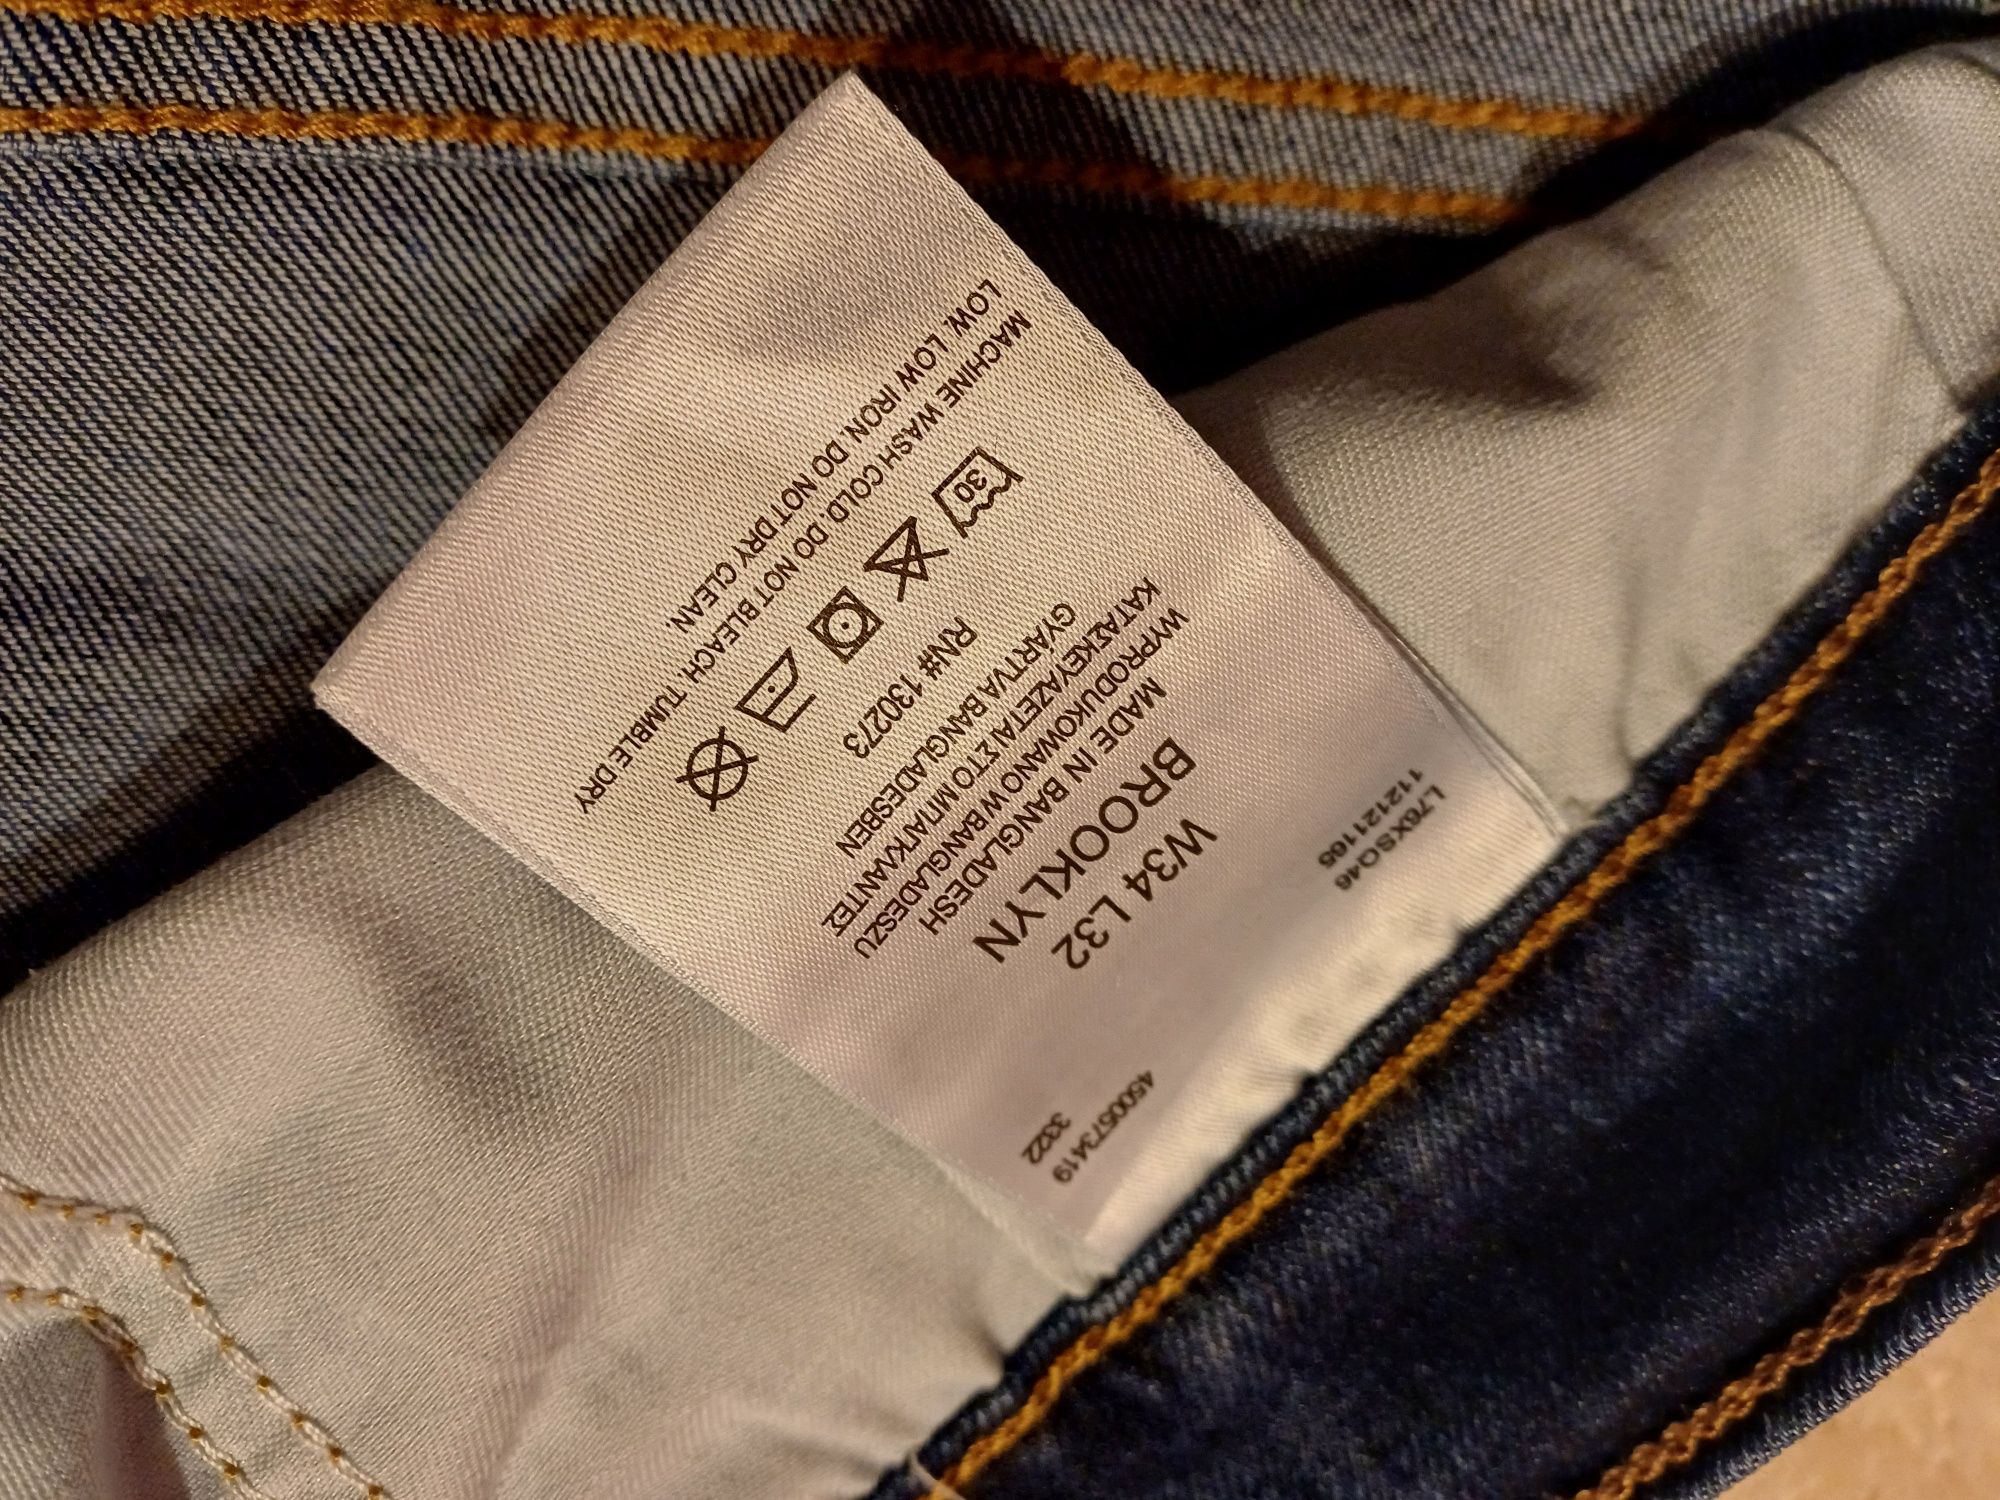 4500573419
3322
L76XSQ46
112121165
W34 L32
BROOKLYN
MADE IN BANGLADESH
WYPRODUKOWANO W BANGLADESZU
ΚΑΤΑΣΚΕΥΑΖΕΤΑΙ ΣΤΟ ΜΠΑΓΚΛΑΝΤΕΣ
GYÁRTVA BANGLADESBEN
RN# 130273
30
MACHINE WASH COLD. DO NOT BLEACH. TUMBLE DRY
LOW. LOW IRON. DO NOT DRY CLEAN.